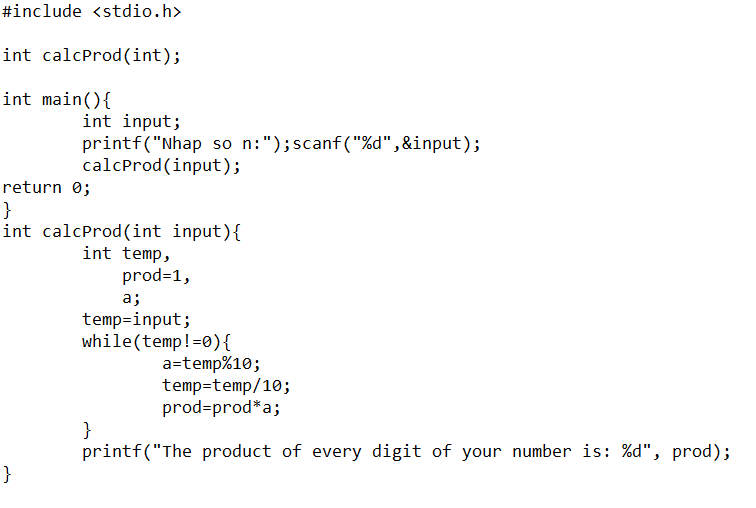 #include <stdio.h>

int calcProd(int);

int main(){
        int input;
        printf("Nhap so n:");scanf("%d",&input);
        calcProd(input);
return 0;
}
int calcProd(int input){
        int temp,
            prod=1,
            a;
        temp=input;
        while(temp!=0){
                a=temp%10;
                temp=temp/10;
                prod=prod*a;
        }
        printf("The product of every digit of your number is: %d", prod);
}